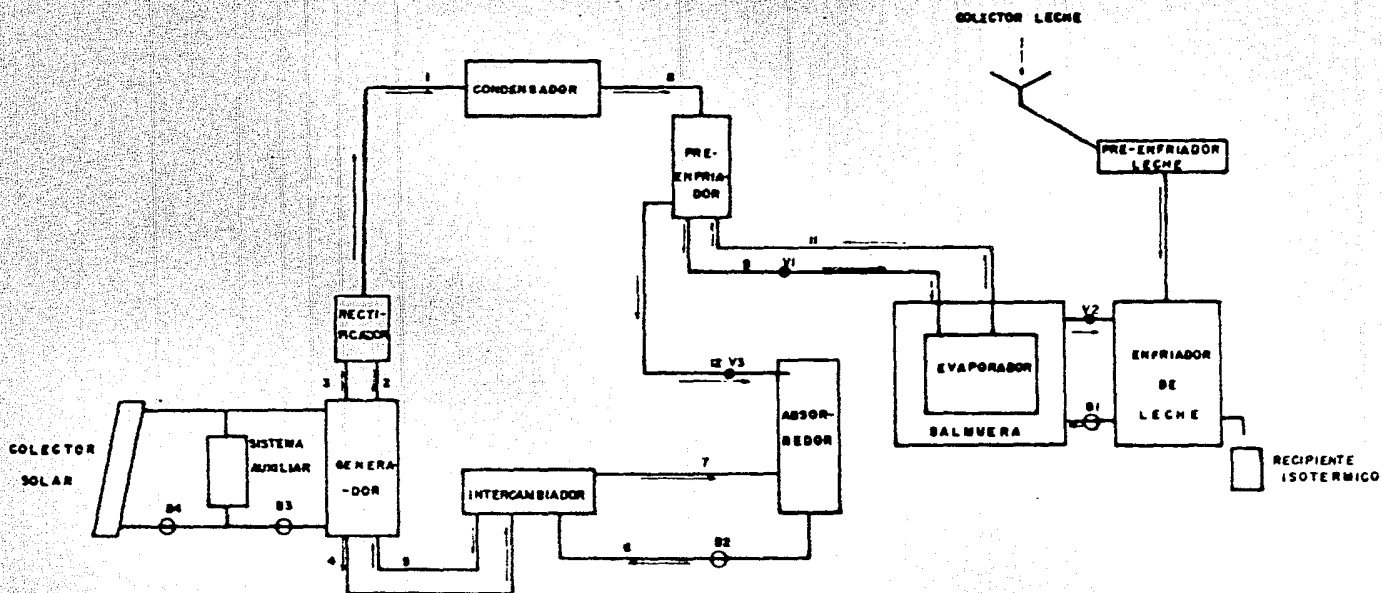 COLECTOR LECHE
1
CONDENSADOR
8
PRE-
ENFRIA-
DOR
PRE-ENFRIADOR
LECHE
11
9
V1
RECTI-
FICADOR
V2
EVAPORADOR
ENFRIADOR
DE
LECHE
12 V3
3
2
ABSOR-
BEDOR
B1
SALMUERA
COLECTOR
SOLAR
SISTEMA
AUXILIAR
GENERA-
-DOR
7
INTERCAMBIADOR
RECIPIENTE
ISOTERMICO
B4
B3
B2
6
4
5